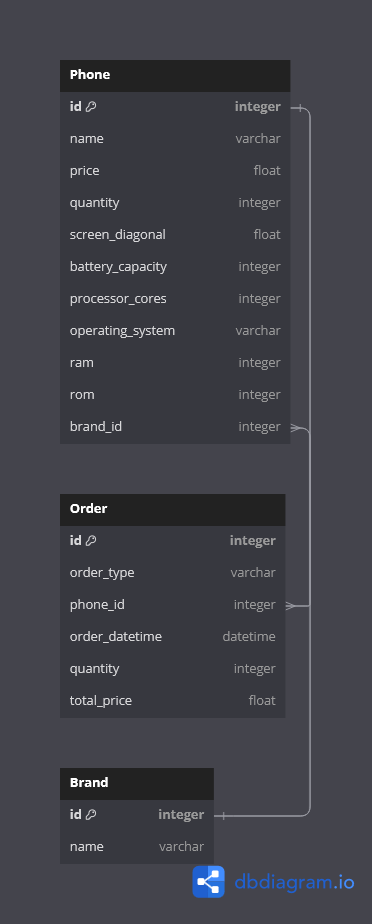 Phone
id integer
name varchar
price float
quantity integer
screen_diagonal float
battery_capacity integer
processor_cores integer
operating_system varchar
ram integer
rom integer
brand_id integer
Order
id integer
order_type varchar
phone_id integer
order_datetime datetime
quantity integer
total_price float
Brand
id integer
name varchar
dbdiagram.io